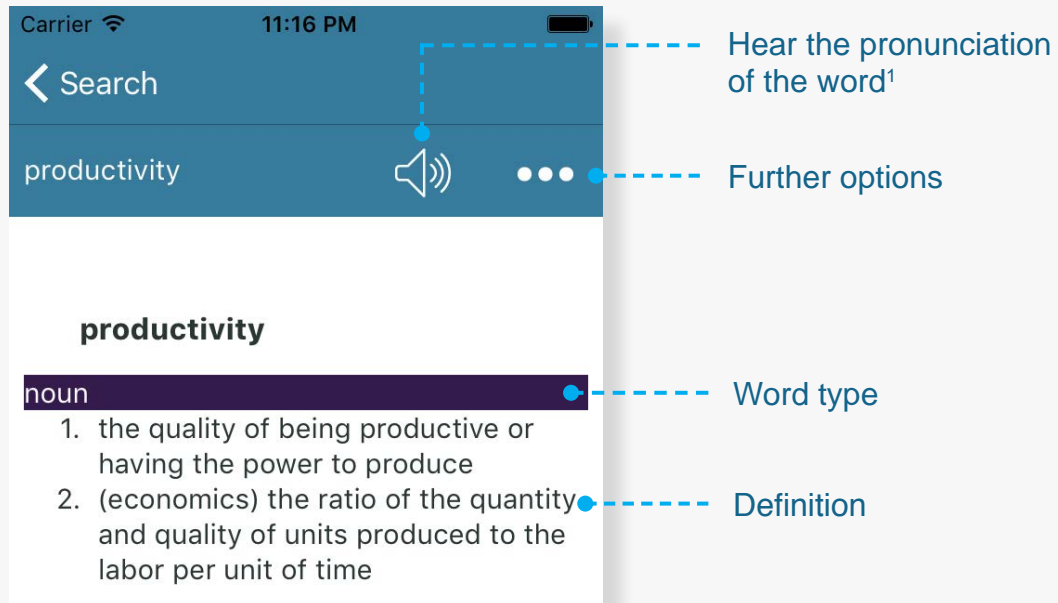 Carrier 11:16 PM
Search
productivity
productivity
noun
1. the quality of being productive or
having the power to produce
2. (economics) the ratio of the quantity
and quality of units produced to the
labor per unit of time
Hear the pronunciation
of the word¹
Further options
Word type
Definition